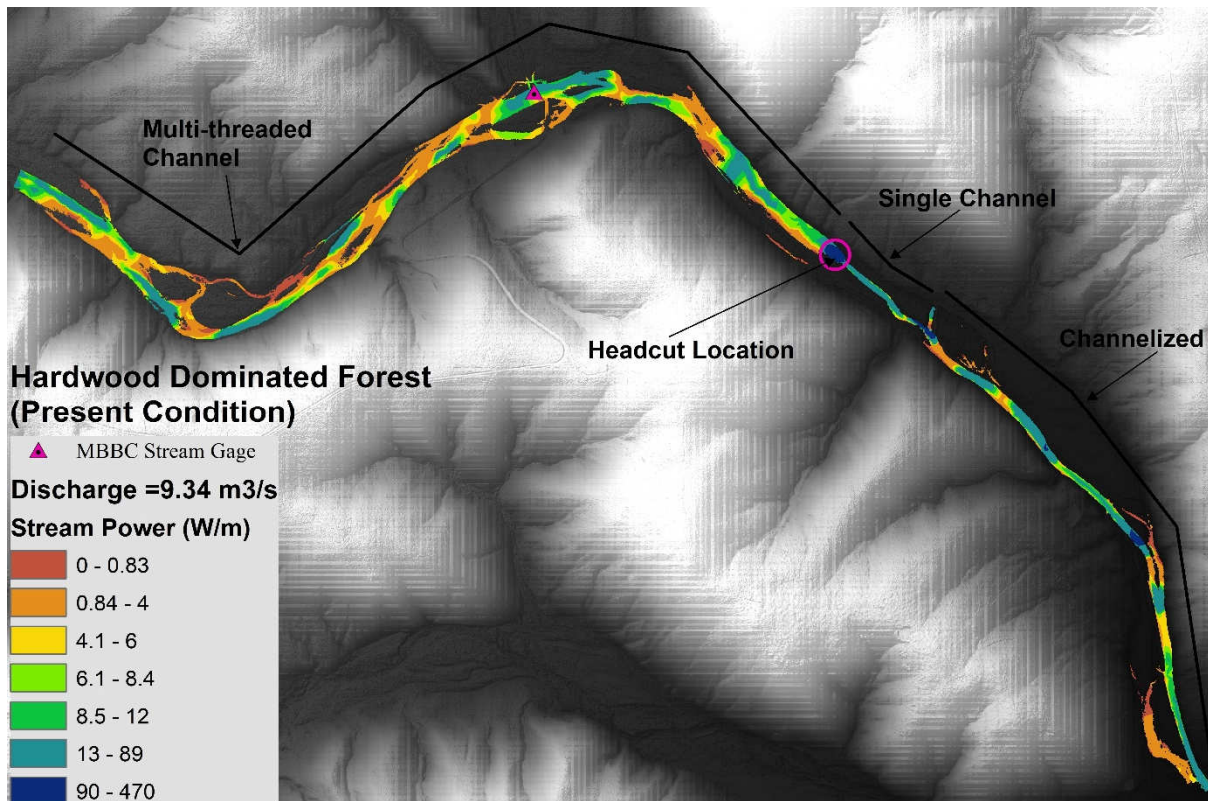 Multi-threaded
Channel
Single Channel
Headcut Location
Channelized
Hardwood Dominated Forest
(Present Condition)
MBBC Stream Gage
Discharge =9.34 m3/s
Stream Power (W/m)
0 - 0.83
0.84 - 4
4.1 - 6
6.1 - 8.4
8.5 - 12
13 - 89
90 - 470